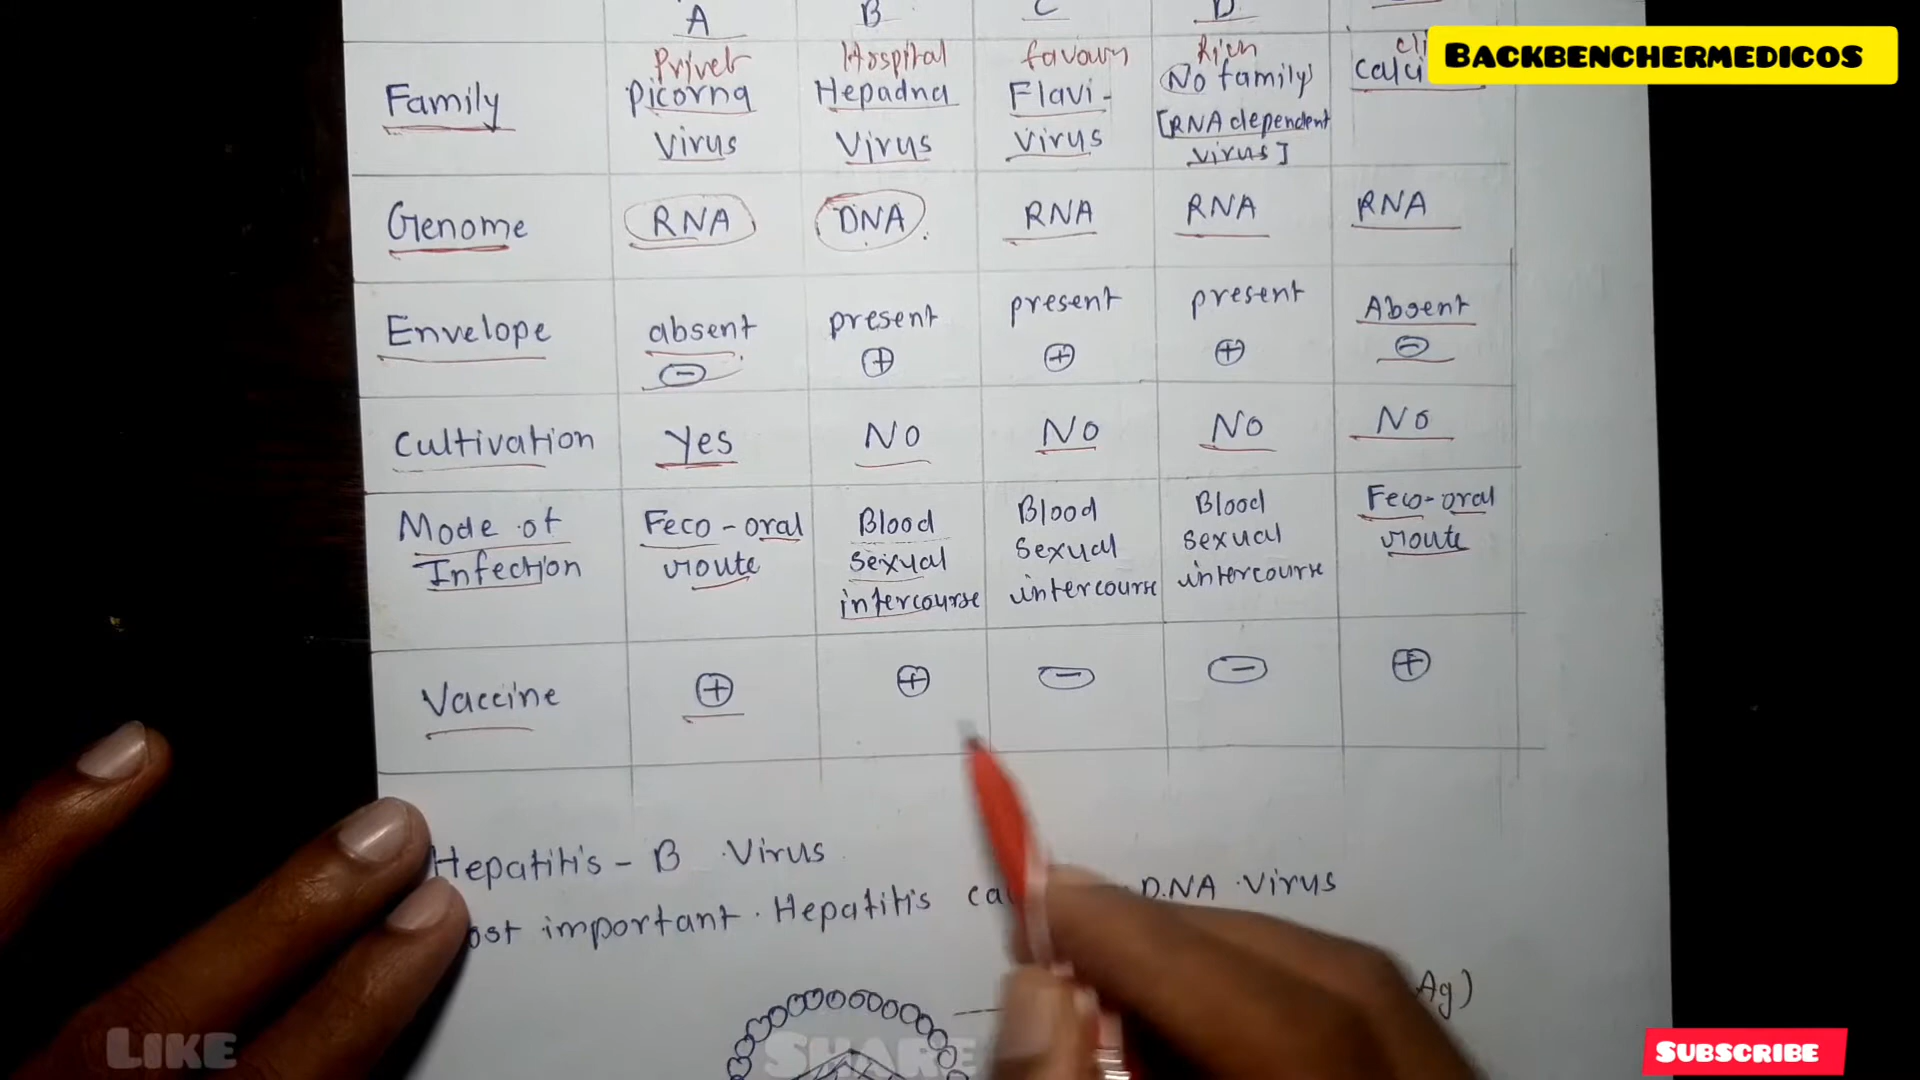 A B C D
BACKBENCHERMEDICOS
Privet Hospital favourn Rich
Family Picorna Virus Hepadna Virus Flavi-virus No family [RNA dependent virus]
Genome RNA DNA RNA RNA RNA
Envelope absent present present present Absent
- + + + -
Cultivation Yes No No No No
Mode of Infection Feco-oral route Blood sexual intercourse Blood sexual intercourse Blood sexual intercourse Feco-oral route
Vaccine + + - - +
Hepatitis - B Virus
important. Hepatitis DNA Virus
Ag)
LIKE SHARE SUBSCRIBE